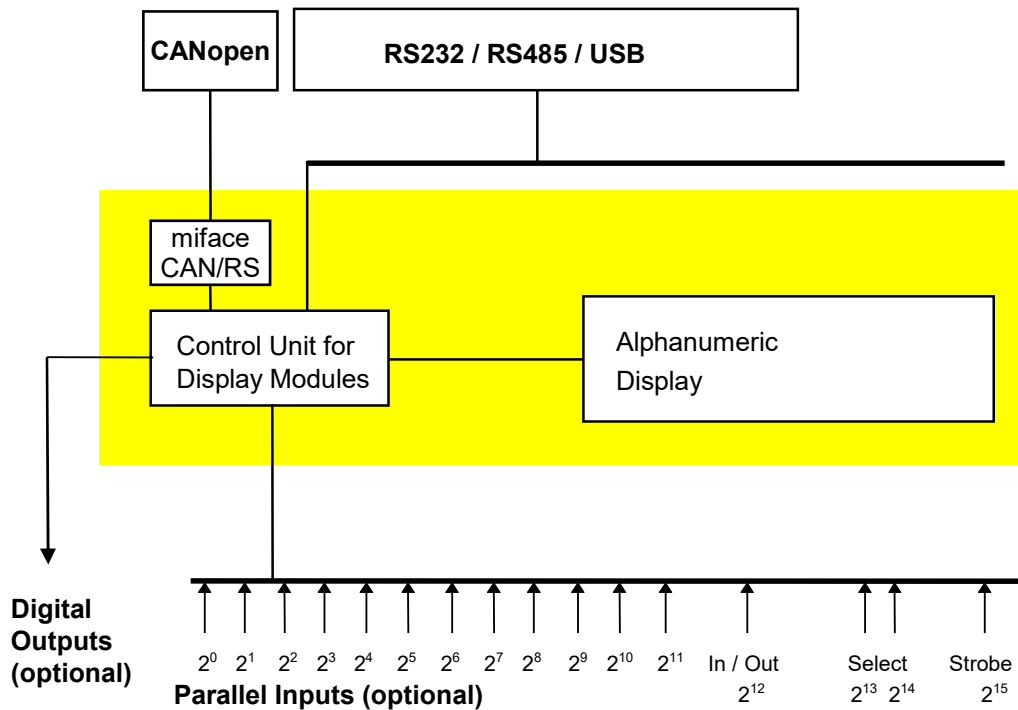 CANopen
RS232 / RS485 / USB
miface
CAN/RS
Control Unit for
Display Modules
Alphanumeric
Display
Digital
Outputs
(optional)
2⁰ 2¹ 2² 2³ 2⁴ 2⁵ 2⁶ 2⁷ 2⁸ 2⁹ 2¹⁰ 2¹¹ In / Out Select Strobe
Parallel Inputs (optional) 2¹² 2¹³ 2¹⁴ 2¹⁵